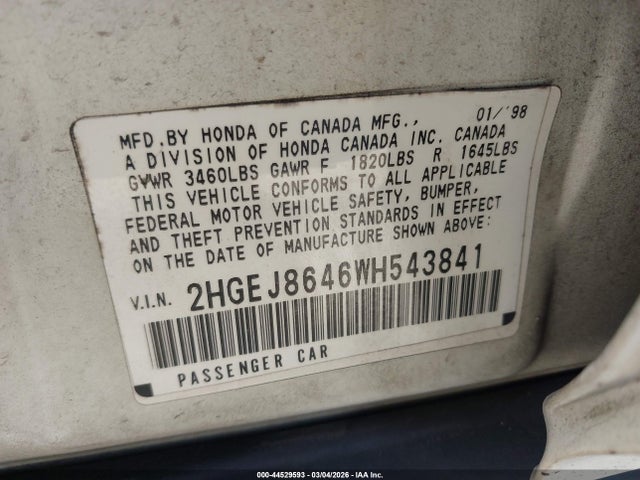 MFD.BY HONDA OF CANADA MFG., 01/'98
A DIVISION OF HONDA CANADA INC. CANADA
GVWR 3460LBS GAWR F 1820LBS R 1645LBS
THIS VEHICLE CONFORMS TO ALL APPLICABLE
FEDERAL MOTOR VEHICLE SAFETY, BUMPER,
AND THEFT PREVENTION STANDARDS IN EFFECT
ON THE DATE OF MANUFACTURE SHOWN ABOVE:
V.I.N. 2HGEJ8646WH543841
PASSENGER CAR
000-44529593 - 03/04/2026 - IAA Inc.